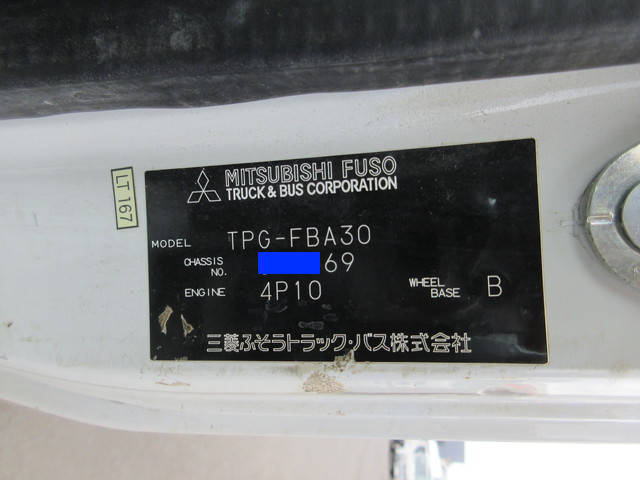 LT167
MITSUBISHI FUSO
TRUCK & BUS CORPORATION
MODEL TPG-FBA30
CHASSIS NO. 69
ENGINE 4P10 WHEEL BASE B
三菱ふそうトラック・バス株式会社